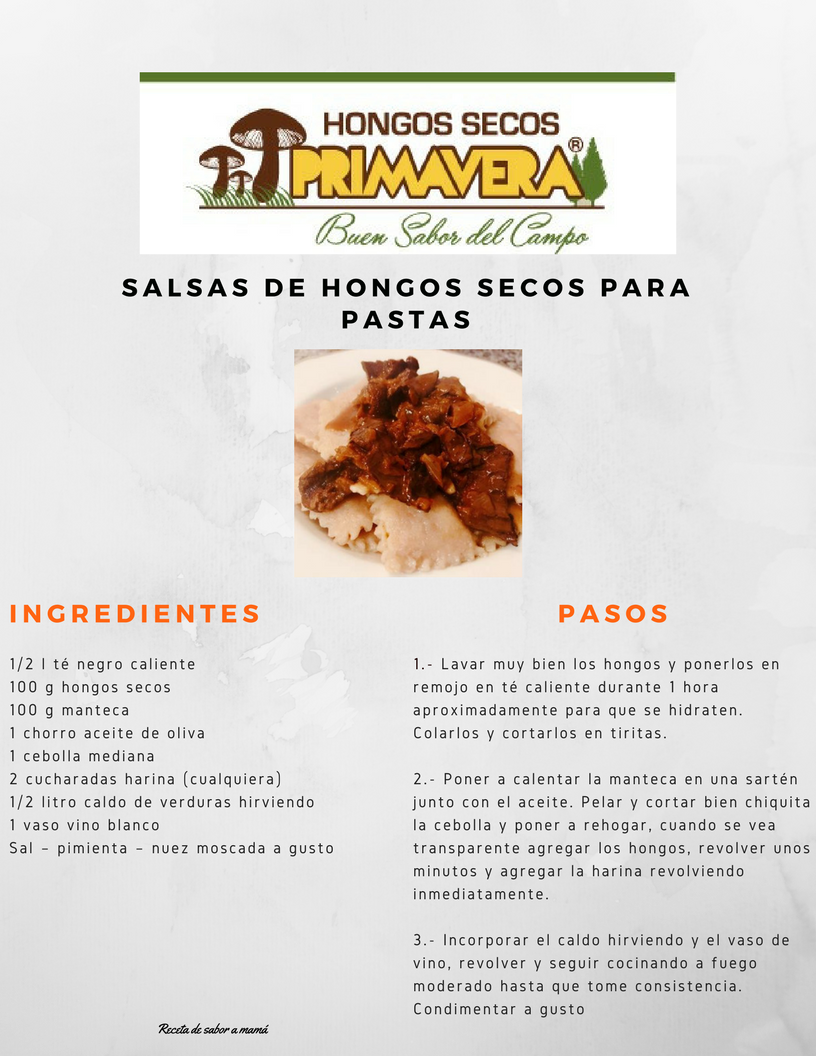 HONGOS SECOS
PRIMAVERA®
Buen Sabor del Campo
SALSAS DE HONGOS SECOS PARA
PASTAS
INGREDIENTES
1/2 l té negro caliente
100 g hongos secos
100 g manteca
1 chorro aceite de oliva
1 cebolla mediana
2 cucharadas harina (cualquiera)
1/2 litro caldo de verduras hirviendo
1 vaso vino blanco
Sal – pimienta – nuez moscada a gusto
Receta de sabor a mamá
PASOS
1.- Lavar muy bien los hongos y ponerlos en
remojo en té caliente durante 1 hora
aproximadamente para que se hidraten.
Colarlos y cortarlos en tiritas.
2.- Poner a calentar la manteca en una sartén
junto con el aceite. Pelar y cortar bien chiquita
la cebolla y poner a rehogar, cuando se vea
transparente agregar los hongos, revolver unos
minutos y agregar la harina revolviendo
inmediatamente.
3.- Incorporar el caldo hirviendo y el vaso de
vino, revolver y seguir cocinando a fuego
moderado hasta que tome consistencia.
Condimentar a gusto